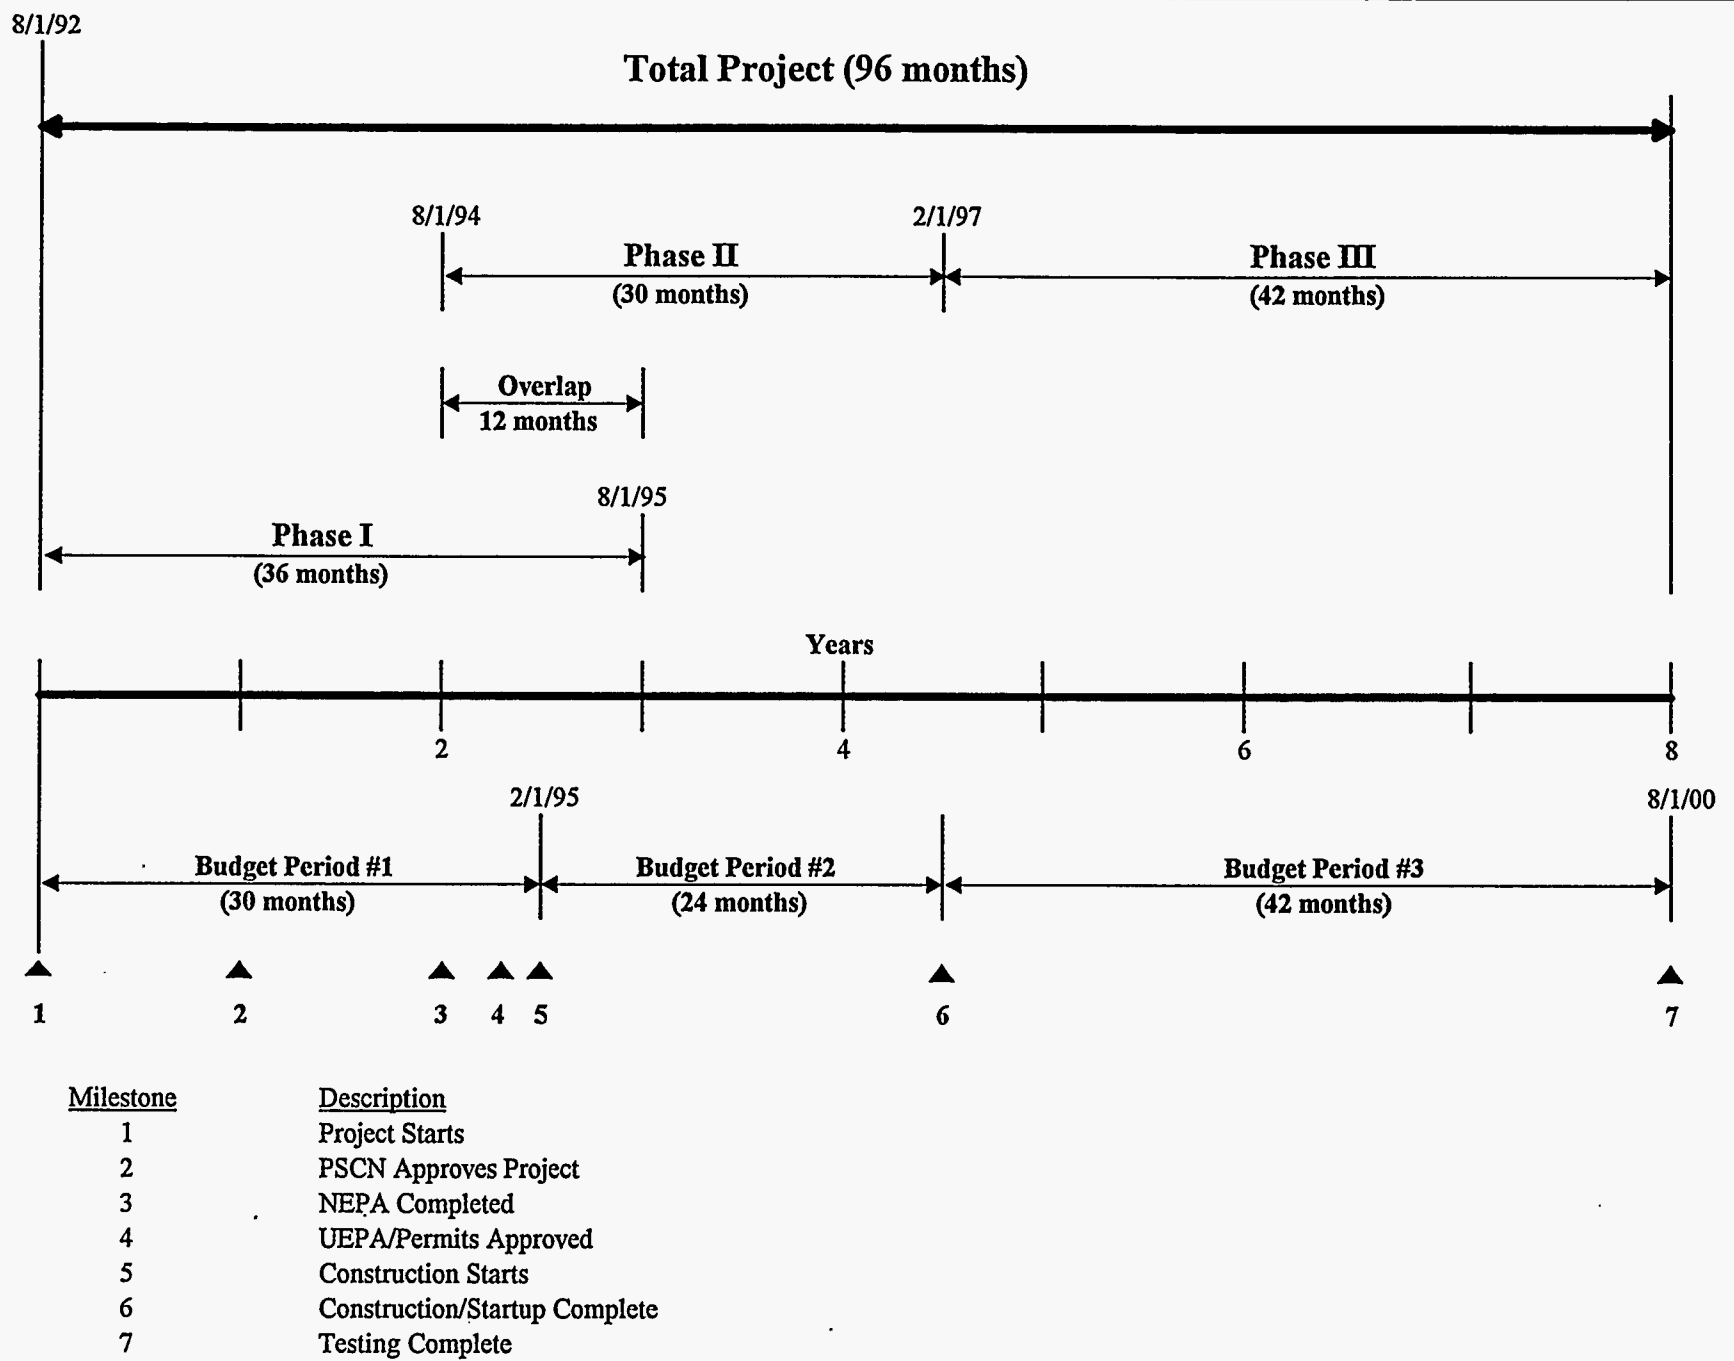 8/1/92
Total Project (96 months)
8/1/94
2/1/97
Phase II
(30 months)
Phase III
(42 months)
Overlap
12 months
8/1/95
Phase I
(36 months)
Years
2
4
6
8
2/1/95
8/1/00
Budget Period #1
(30 months)
Budget Period #2
(24 months)
Budget Period #3
(42 months)
1 2 3 4 5 6 7
Milestone Description
1 Project Starts
2 PSCN Approves Project
3 NEPA Completed
4 UEPA/Permits Approved
5 Construction Starts
6 Construction/Startup Complete
7 Testing Complete